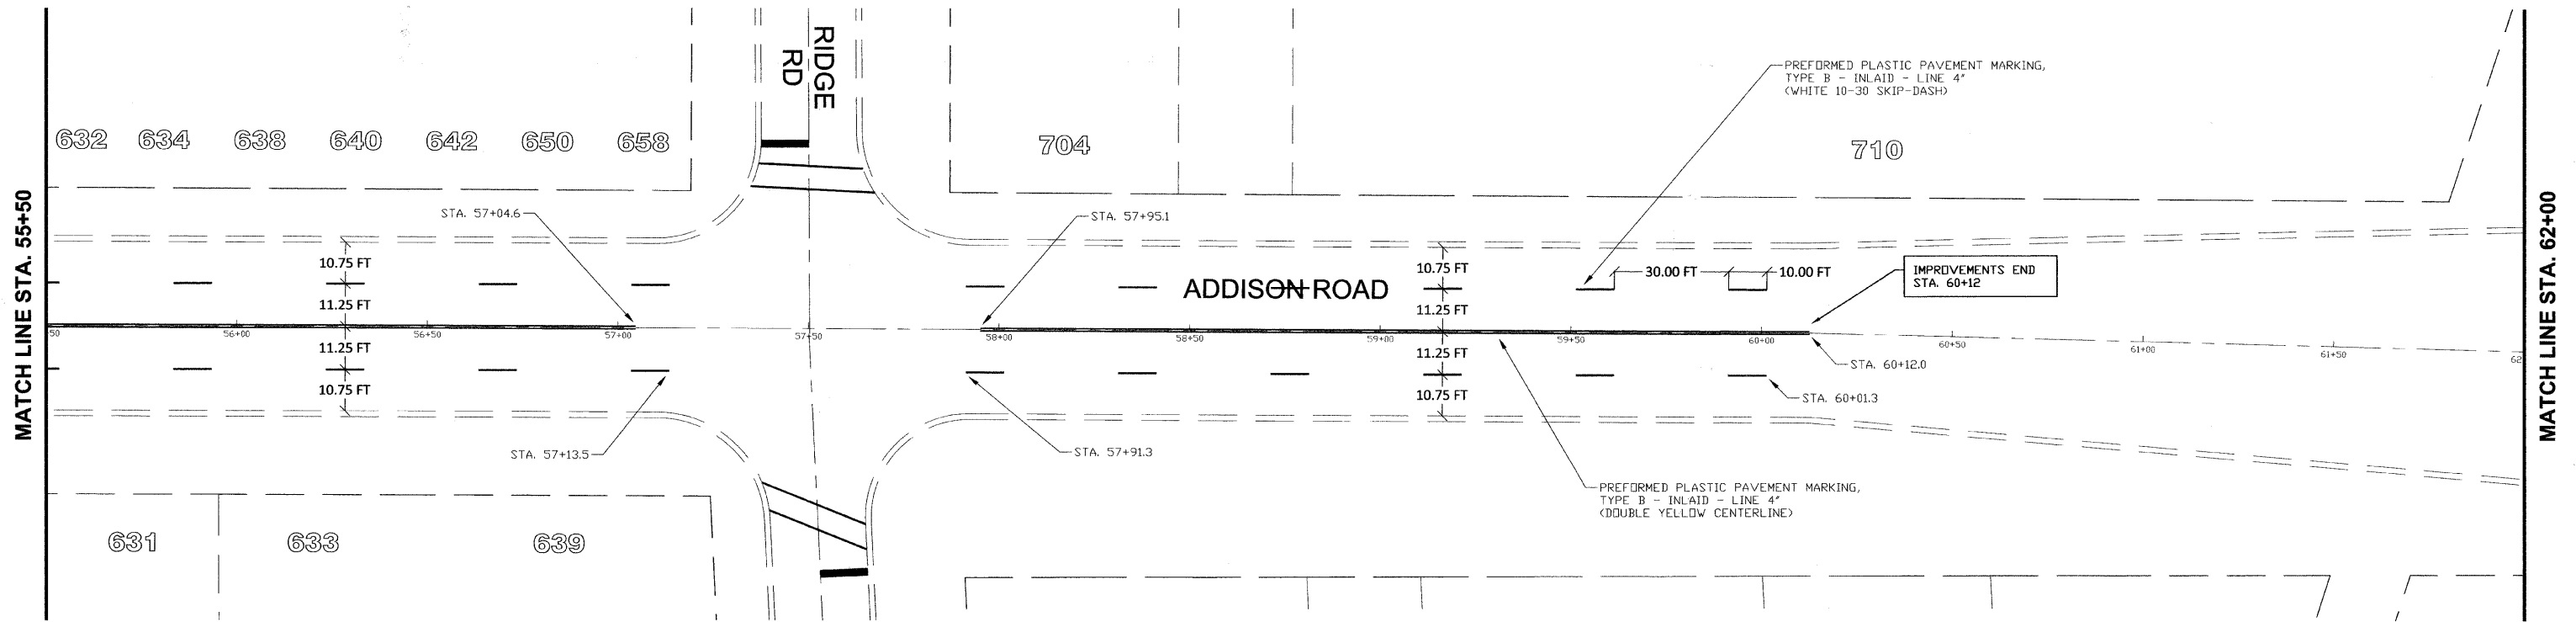 RIDGE
RD
PREFORMED PLASTIC PAVEMENT MARKING,
TYPE B - INLAID - LINE 4"
(WHITE 10-30 SKIP-DASH)
632 634 638 640 642 650 658
704
710
MATCH LINE STA. 55+50
MATCH LINE STA. 62+00
STA. 57+04.6
STA. 57+95.1
10.75 FT
11.25 FT
11.25 FT
10.75 FT
ADDISON ROAD
10.75 FT
11.25 FT
11.25 FT
10.75 FT
30.00 FT
10.00 FT
IMPROVEMENTS END
STA. 60+12
50 56+00 56+50 57+00 57+50 58+00 58+50 59+00 59+50 60+00 60+50 61+00 61+50 62
STA. 60+12.0
STA. 60+01.3
STA. 57+13.5
STA. 57+91.3
PREFORMED PLASTIC PAVEMENT MARKING,
TYPE B - INLAID - LINE 4"
(DOUBLE YELLOW CENTERLINE)
631 633 639